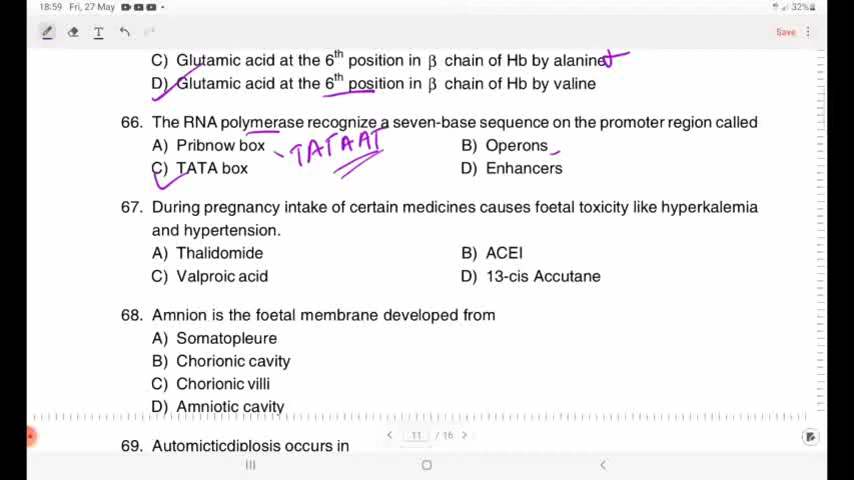 18:59 Fri, 27 May
32%
Save
C) Glutamic acid at the 6th position in β chain of Hb by alanine
D) Glutamic acid at the 6th position in β chain of Hb by valine
66. The RNA polymerase recognize a seven-base sequence on the promoter region called
A) Pribnow box TATAAT B) Operons
C) TATA box D) Enhancers
67. During pregnancy intake of certain medicines causes foetal toxicity like hyperkalemia
and hypertension.
A) Thalidomide B) ACEI
C) Valproic acid D) 13-cis Accutane
68. Amnion is the foetal membrane developed from
A) Somatopleure
B) Chorionic cavity
C) Chorionic villi
D) Amniotic cavity
11 / 16
69. Automicticdiplosis occurs in